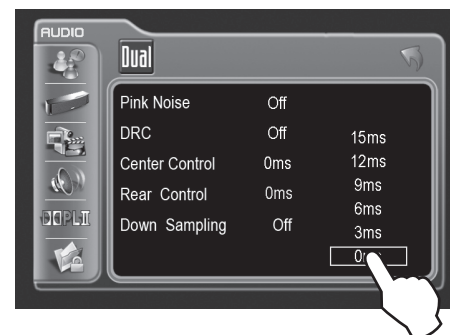 AUDIO
Dual
Pink Noise Off
DRC Off
Center Control 0ms
Rear Control 0ms
Down Sampling Off
15ms
12ms
9ms
6ms
3ms
PLII